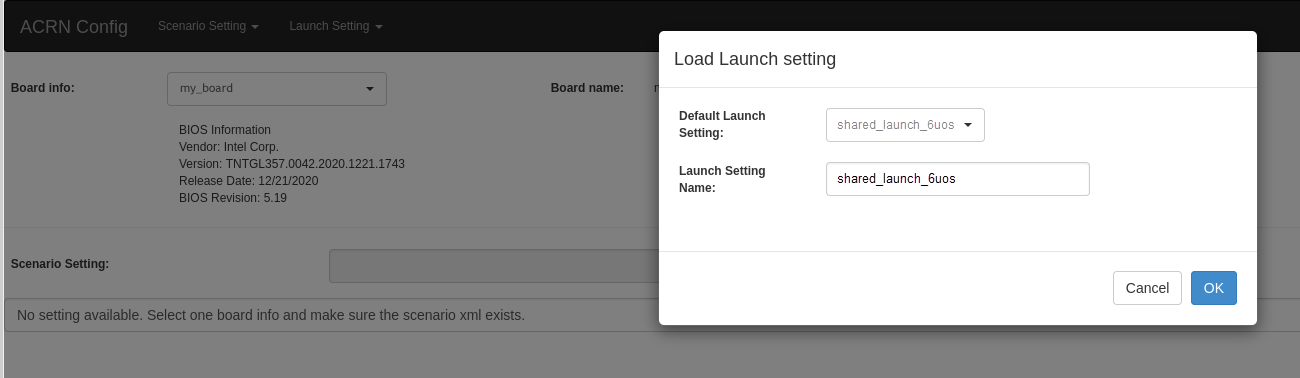 ACRN Config Scenario Setting Launch Setting
Load Launch setting
Board info: my_board Board name:
Default Launch
Setting: shared_launch_6uos
BIOS Information
Vendor: Intel Corp.
Version: TNTGL357.0042.2020.1221.1743
Release Date: 12/21/2020
BIOS Revision: 5.19
Launch Setting
Name: shared_launch_6uos
Scenario Setting:
Cancel OK
No setting available. Select one board info and make sure the scenario xml exists.